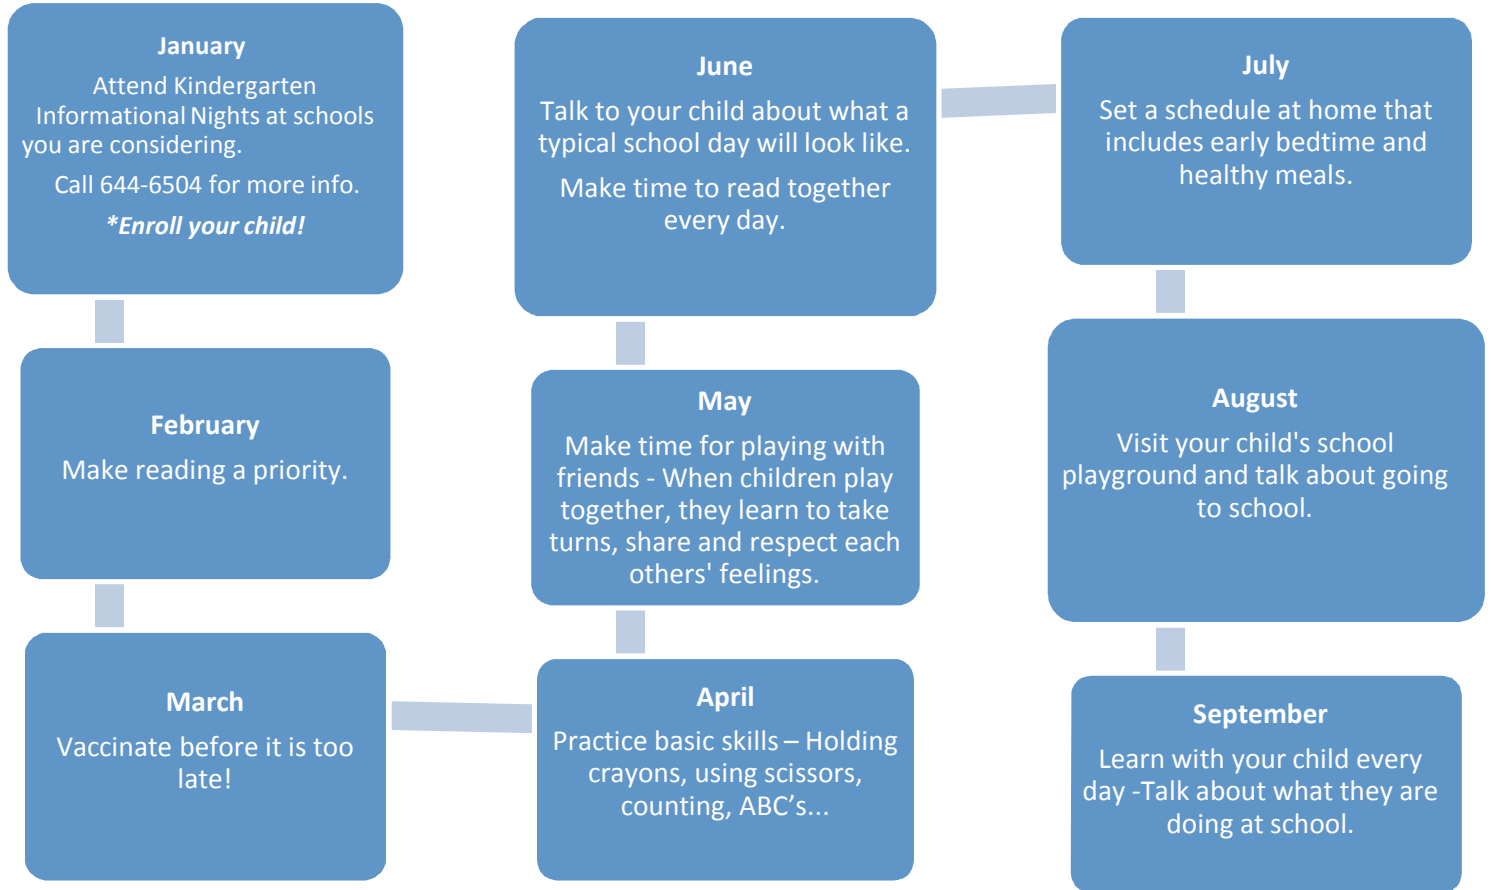 January
Attend Kindergarten
Informational Nights at schools
you are considering.
Call 644-6504 for more info.
*Enroll your child!
February
Make reading a priority.
March
Vaccinate before it is too
late!
April
Practice basic skills – Holding
crayons, using scissors,
counting, ABC’s...
May
Make time for playing with
friends - When children play
together, they learn to take
turns, share and respect each
others' feelings.
June
Talk to your child about what a
typical school day will look like.
Make time to read together
every day.
July
Set a schedule at home that
includes early bedtime and
healthy meals.
August
Visit your child's school
playground and talk about going
to school.
September
Learn with your child every
day -Talk about what they are
doing at school.